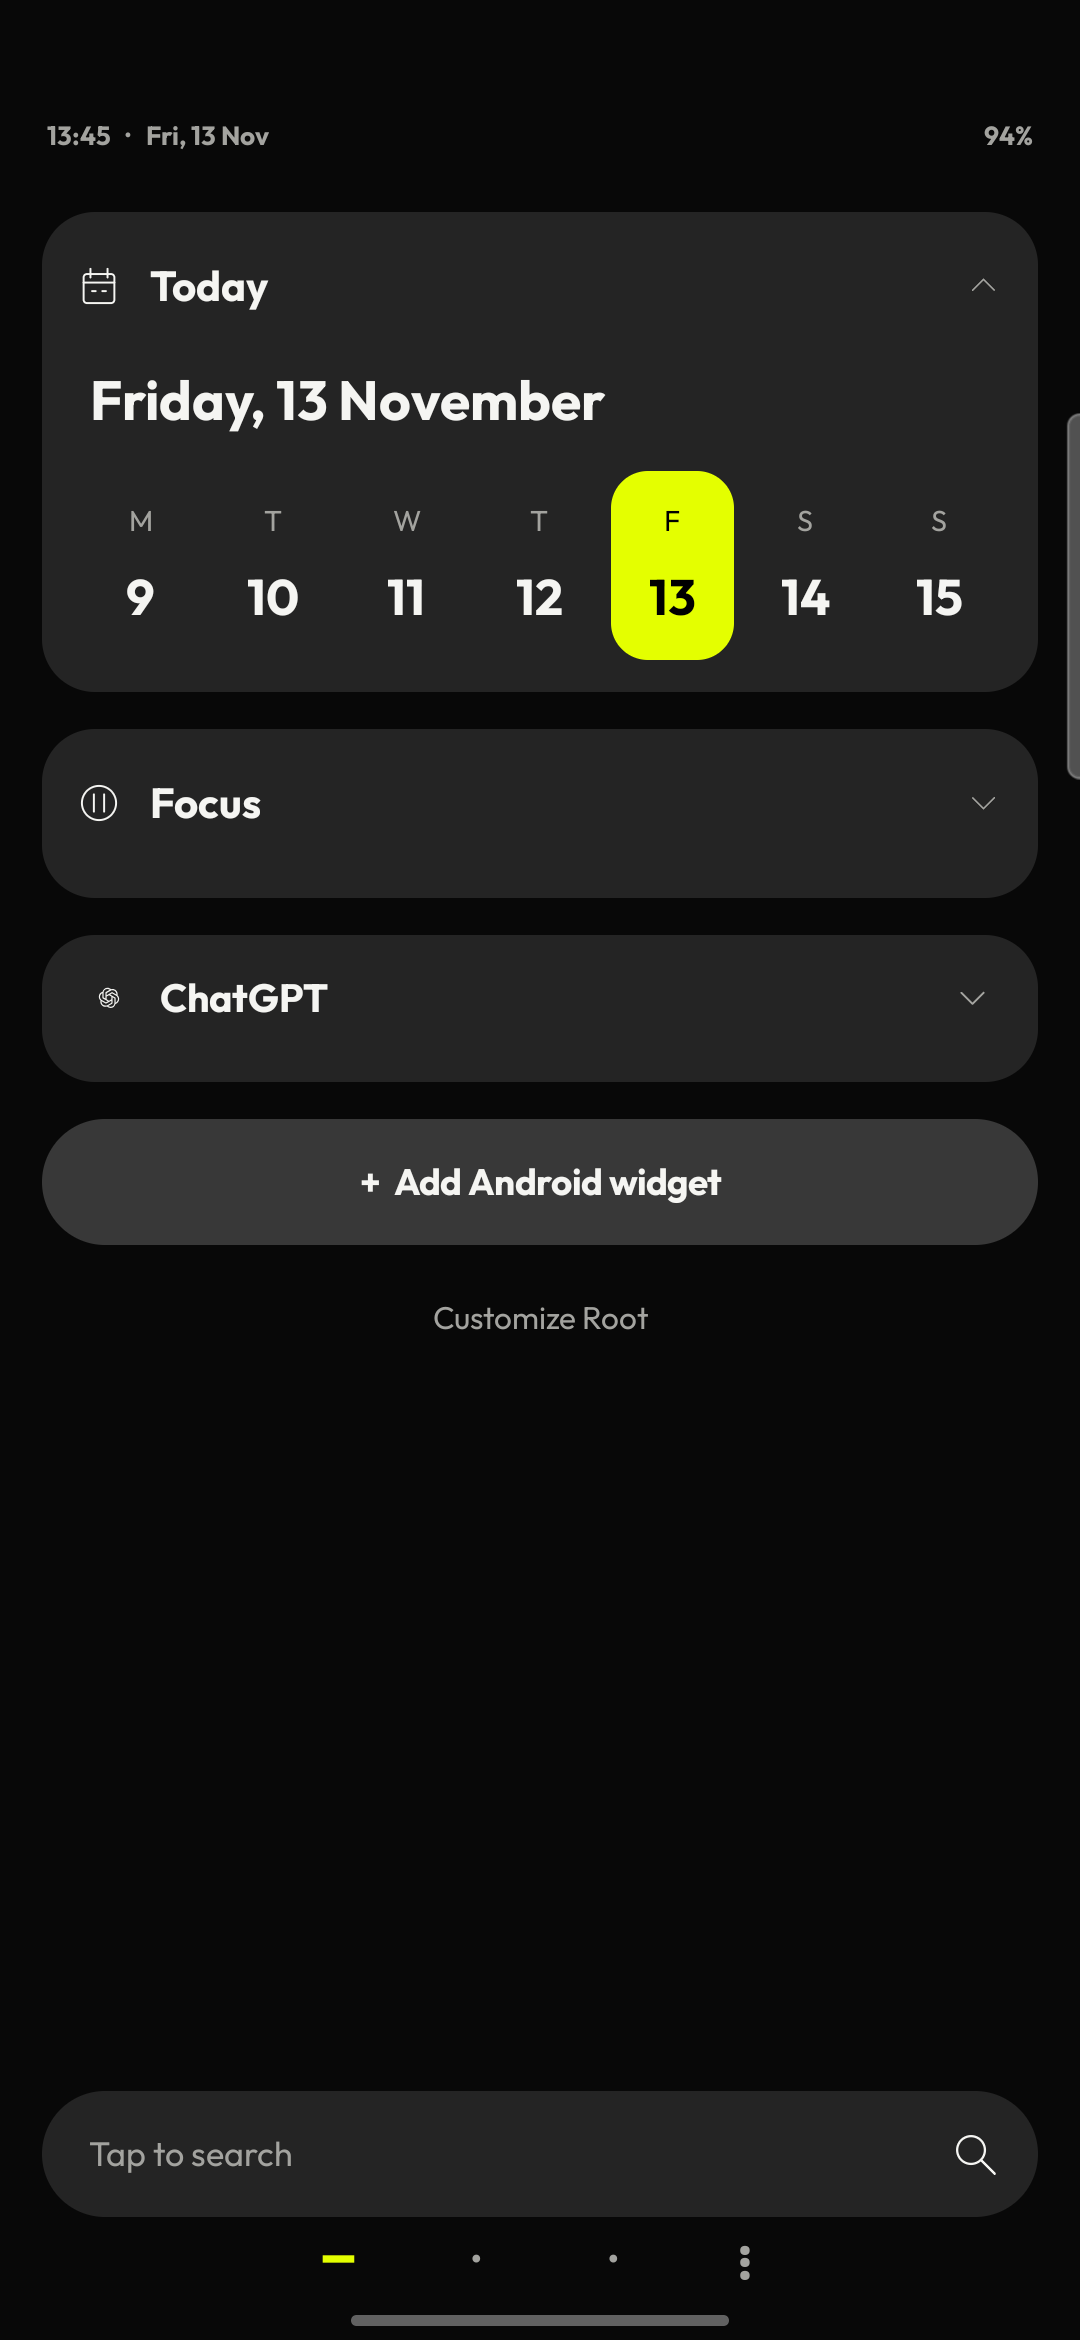 13:45 · Fri, 13 Nov 94%
Today
Friday, 13 November
M T W T F S S
9 10 11 12 13 14 15
Focus
ChatGPT
+ Add Android widget
Customize Root
Tap to search